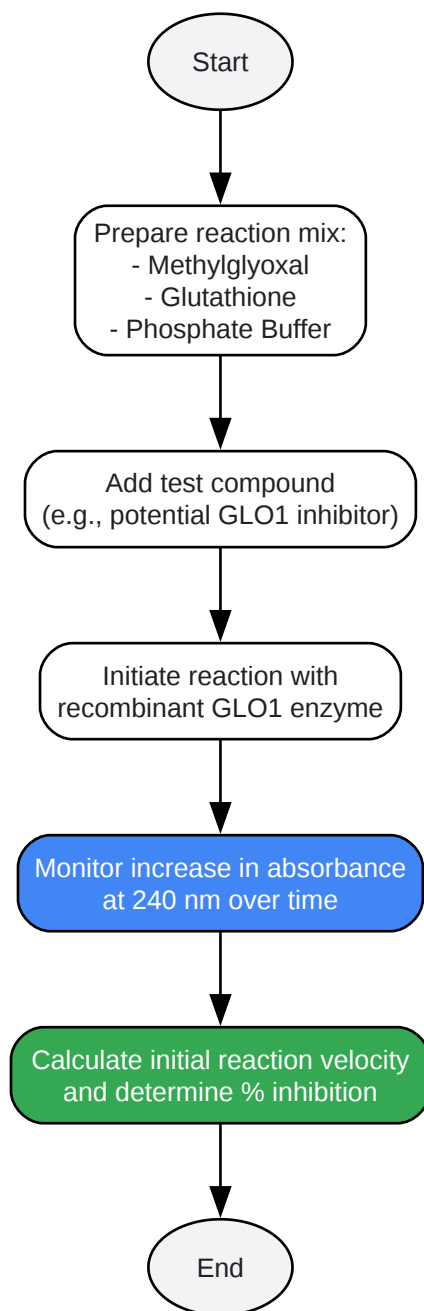 Start
Prepare reaction mix:
- Methylglyoxal
- Glutathione
- Phosphate Buffer
Add test compound
(e.g., potential GLO1 inhibitor)
Initiate reaction with
recombinant GLO1 enzyme
Monitor increase in absorbance
at 240 nm over time
Calculate initial reaction velocity
and determine % inhibition
End